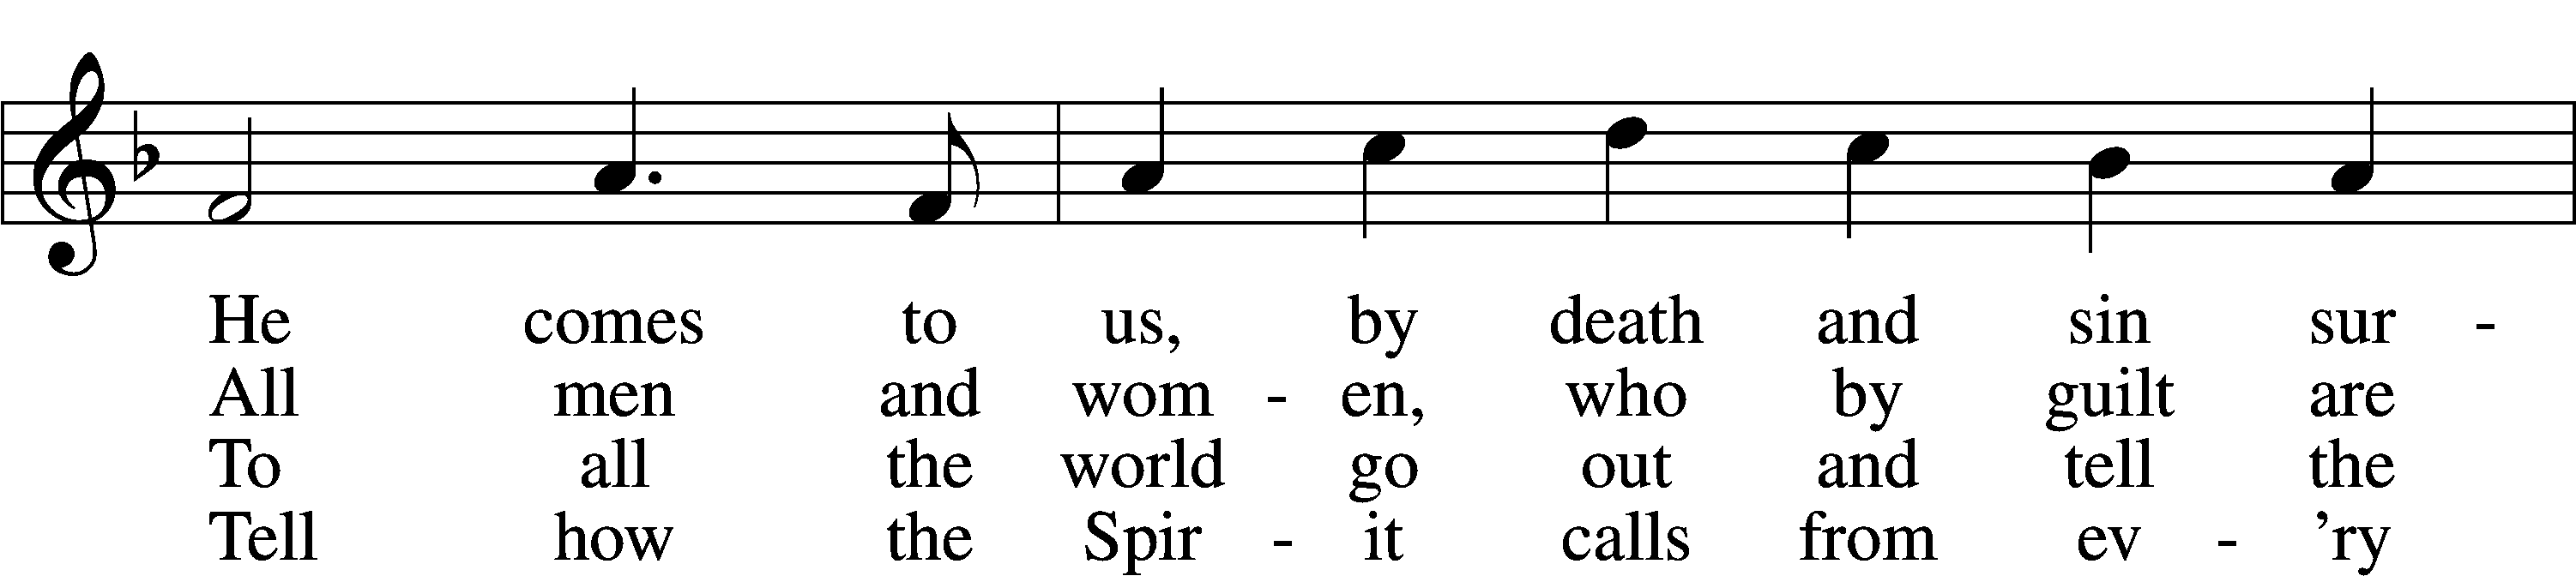 He comes to us, by death and sin sur -
All men and wom - en, who by guilt are
To all the world go out and tell the
Tell how the Spir - it calls from ev - ’ry